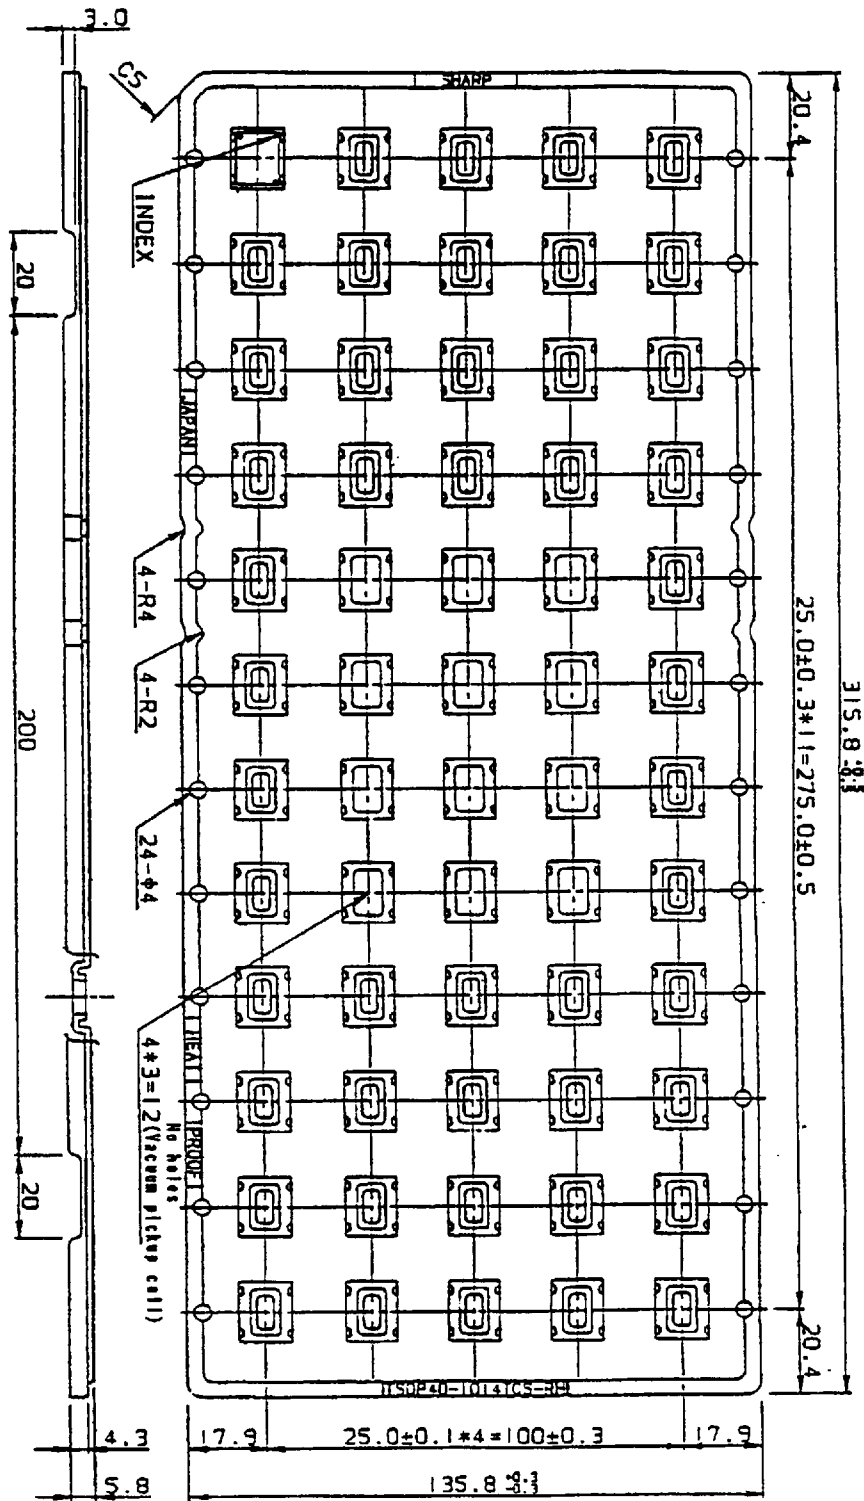 3.0
C5
SHARP
20.4
INDEX
20
JAPAN
4-R4
4-R2
200
24-φ4
25.0±0.3*11=275.0±0.5
315.8
HEAT
PROOF
4*3=12(Vacuum pickup cell)
No holes
20
20.4
4.3
17.9
25.0±0.1*4=100±0.3
17.9
5.8
135.8